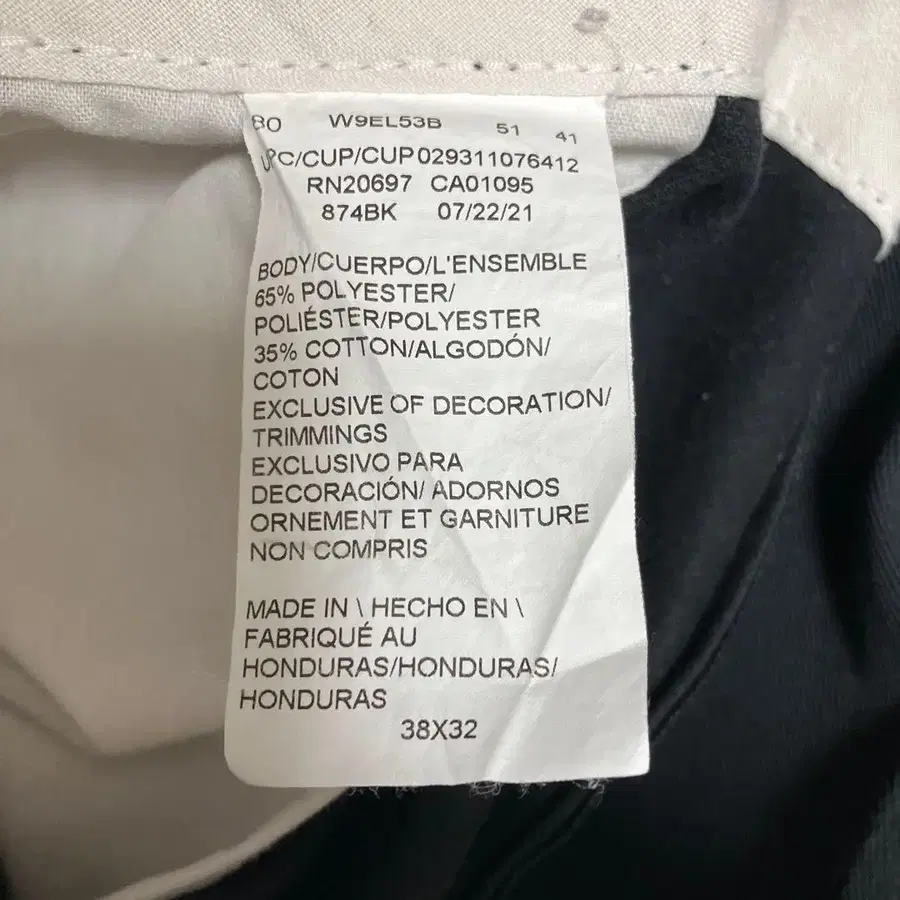 80 W9EL53B 51 41
UPC/CUP/CUP029311076412
RN20697 CA01095
874BK 07/22/21
BODY/CUERPO/L'ENSEMBLE
65% POLYESTER/
POLIÉSTER/POLYESTER
35% COTTON/ALGODÓN/
COTON
EXCLUSIVE OF DECORATION/
TRIMMINGS
EXCLUSIVO PARA
DECORACIÓN/ ADORNOS
ORNEMENT ET GARNITURE
NON COMPRIS
MADE IN \ HECHO EN \
FABRIQUÉ AU
HONDURAS/HONDURAS/
HONDURAS
38X32